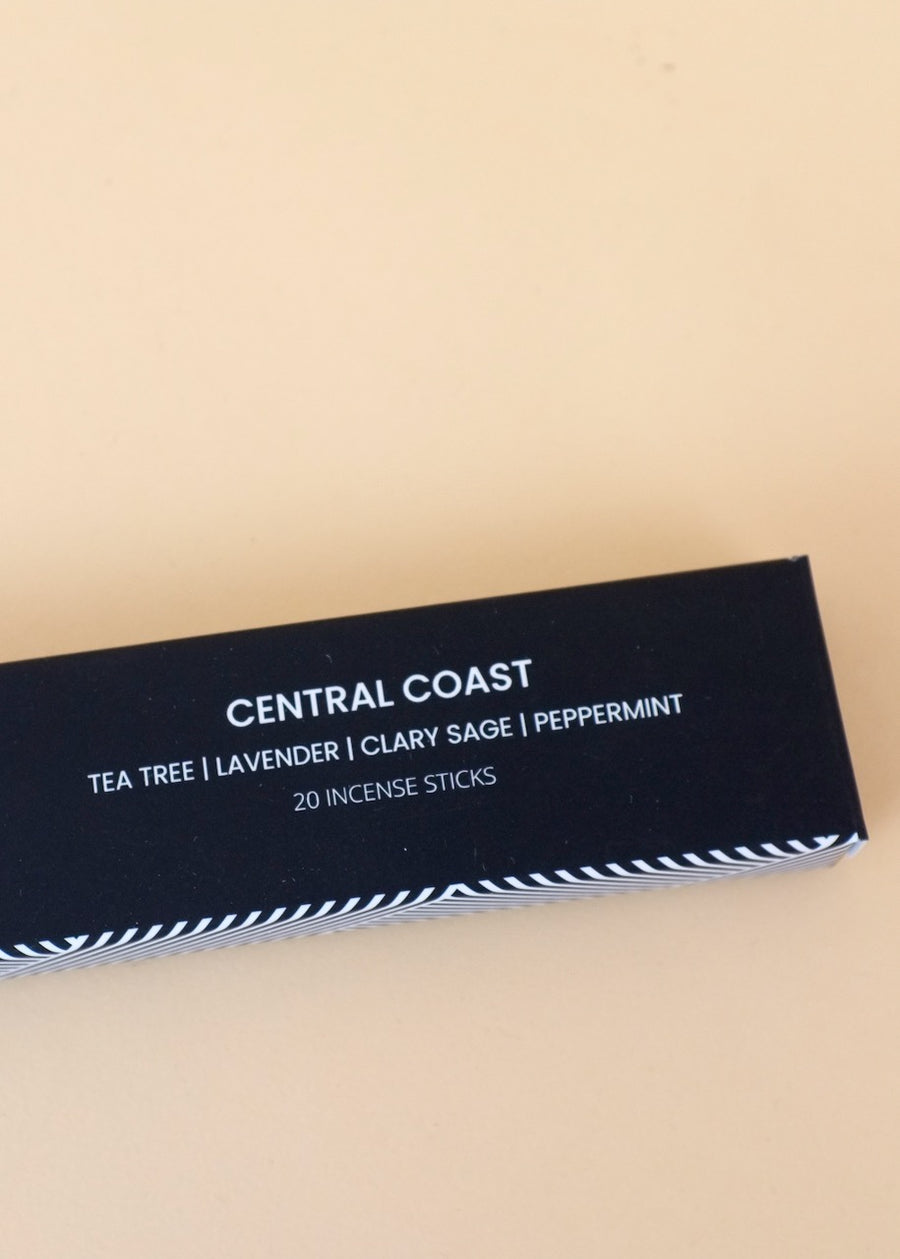 CENTRAL COAST
TEA TREE | LAVENDER | CLARY SAGE | PEPPERMINT
20 INCENSE STICKS